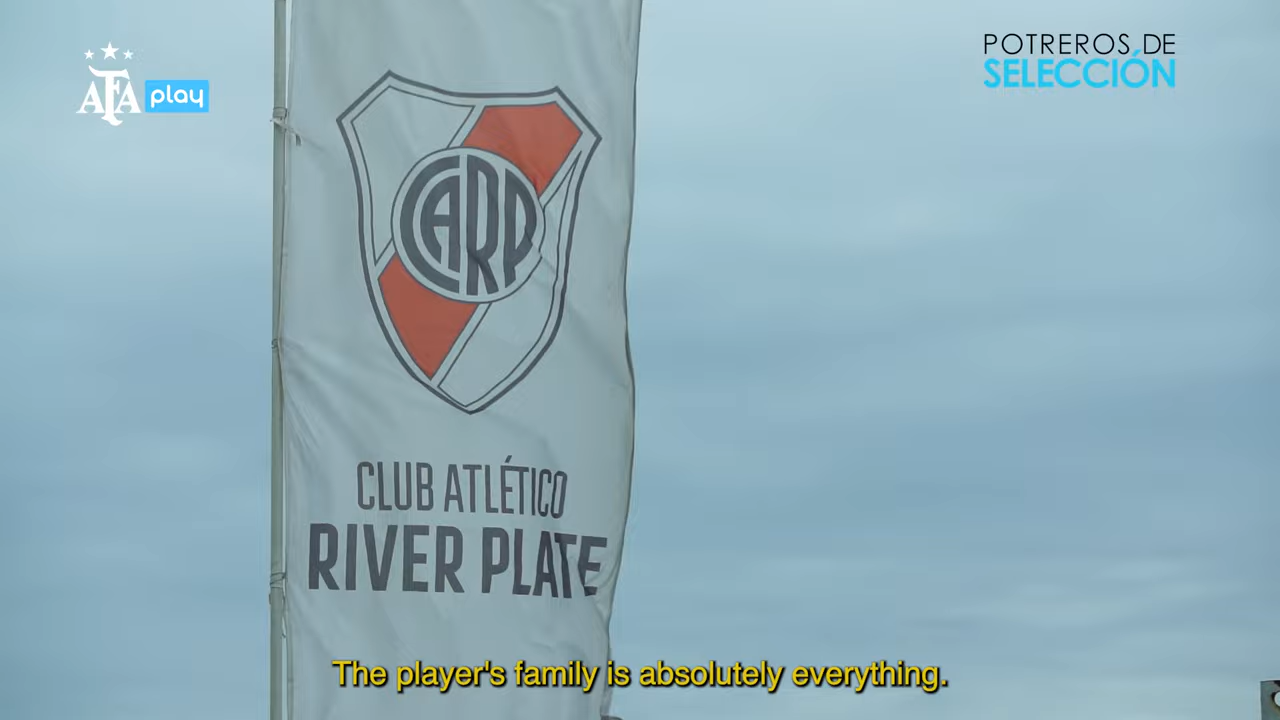 AFA play
POTREROS DE
SELECCIÓN
CARP
CLUB ATLÉTICO
RIVER PLATE
The player's family is absolutely everything.